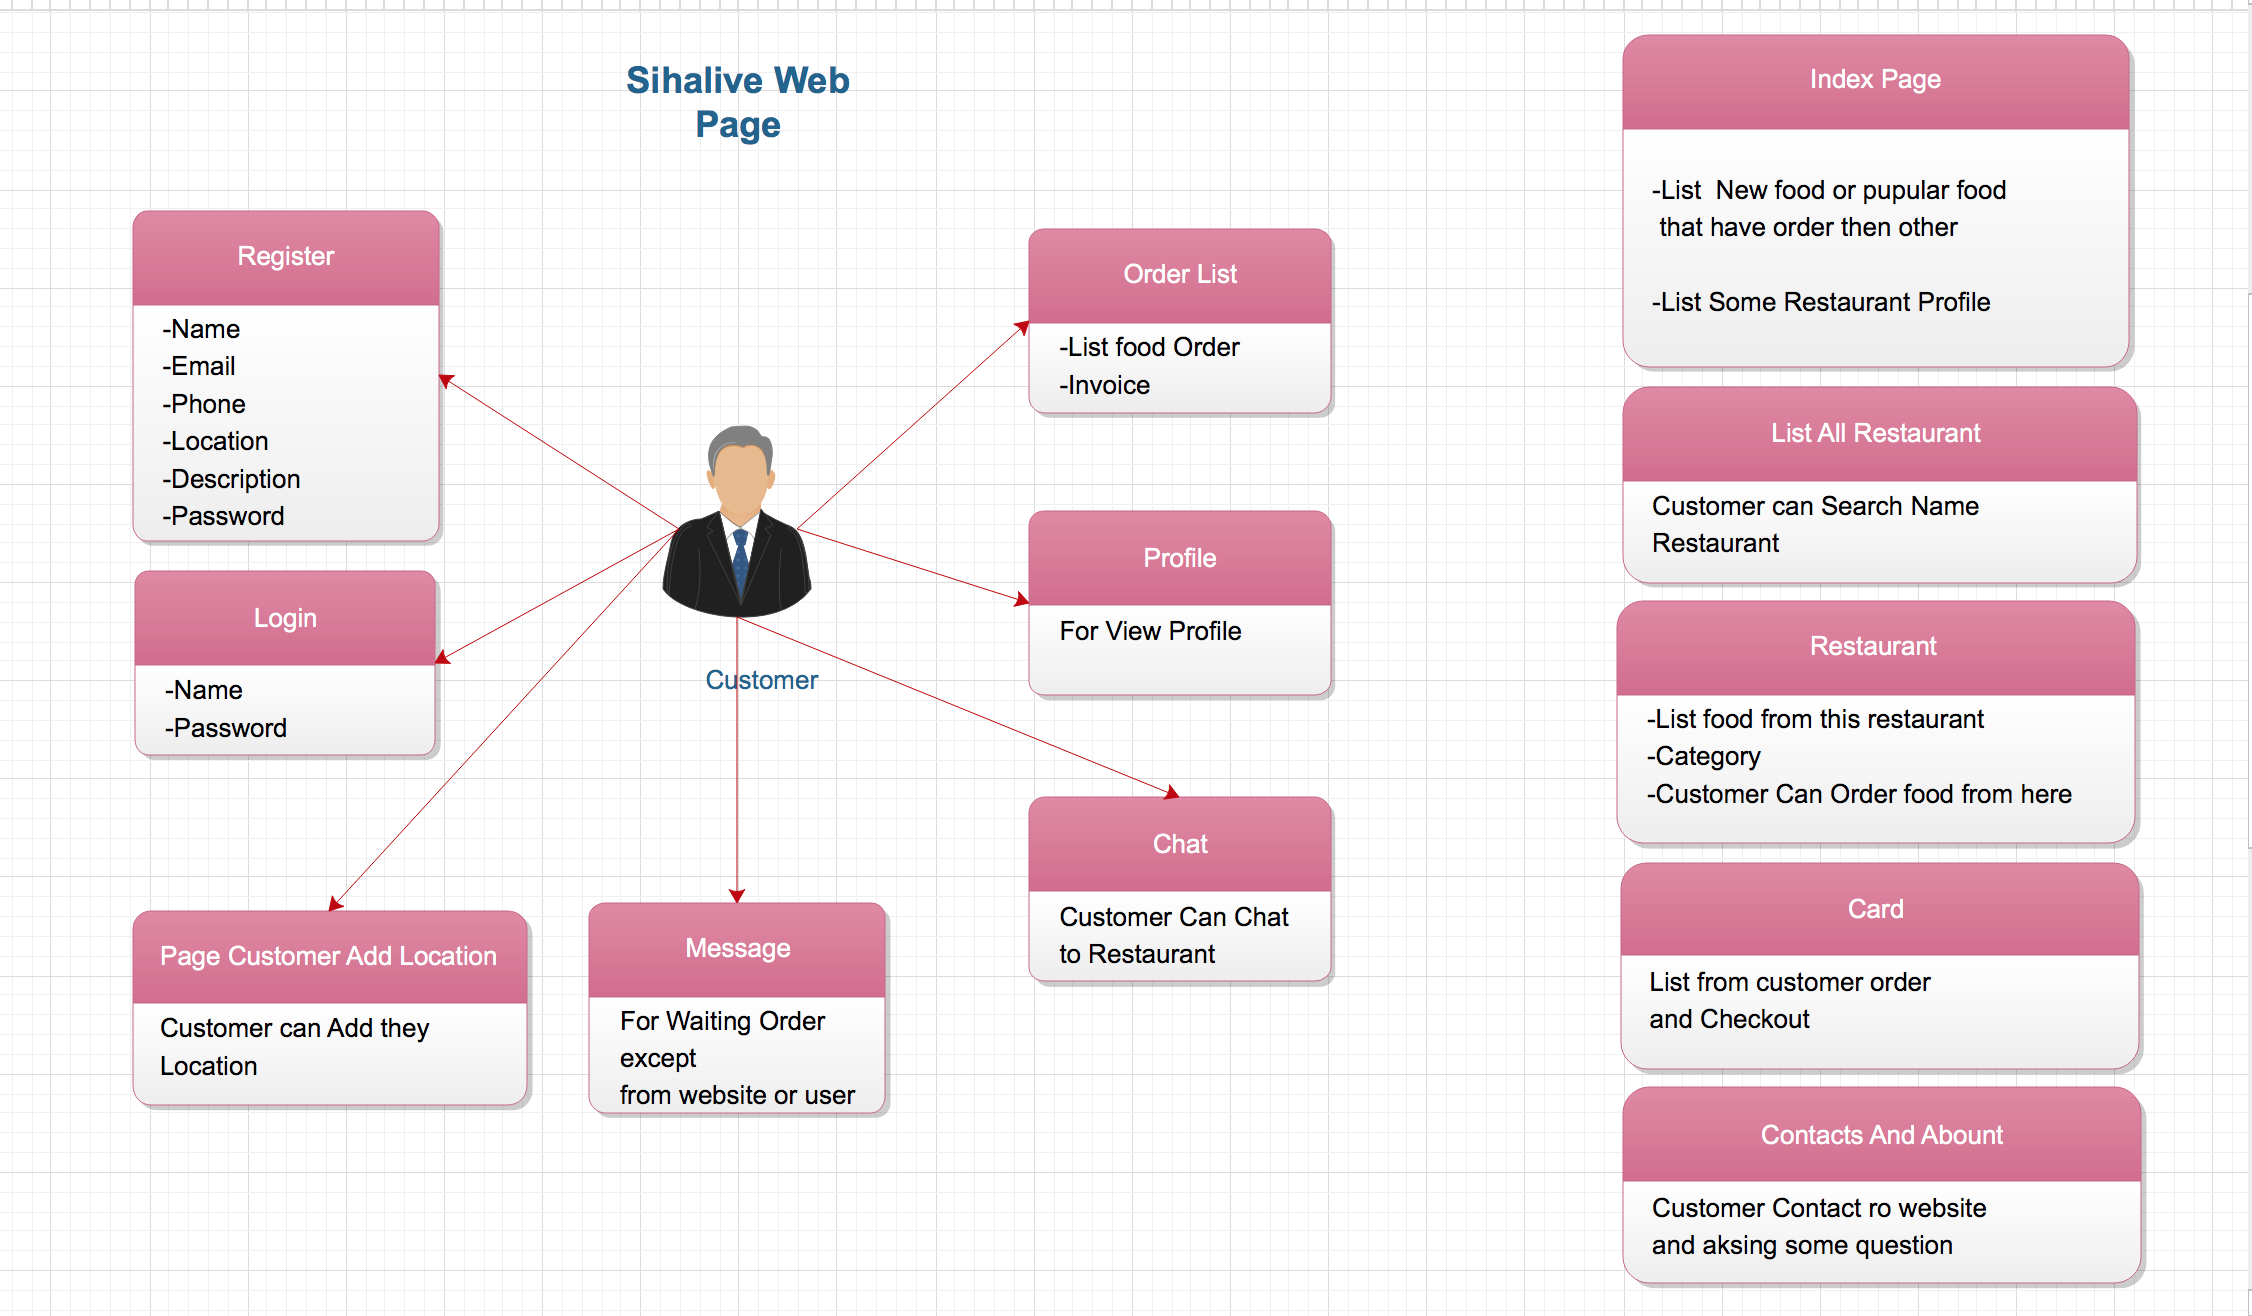 Sihalive Web
Page
Register
-Name
-Email
-Phone
-Location
-Description
-Password
Login
-Name
-Password
Page Customer Add Location
Customer can Add they
Location
Customer
Message
For Waiting Order
except
from website or user
Order List
-List food Order
-Invoice
Profile
For View Profile
Chat
Customer Can Chat
to Restaurant
Index Page
-List  New food or pupular food
that have order then other
-List Some Restaurant Profile
List All Restaurant
Customer can Search Name
Restaurant
Restaurant
-List food from this restaurant
-Category
-Customer Can Order food from here
Card
List from customer order
and Checkout
Contacts And Abount
Customer Contact ro website
and aksing some question